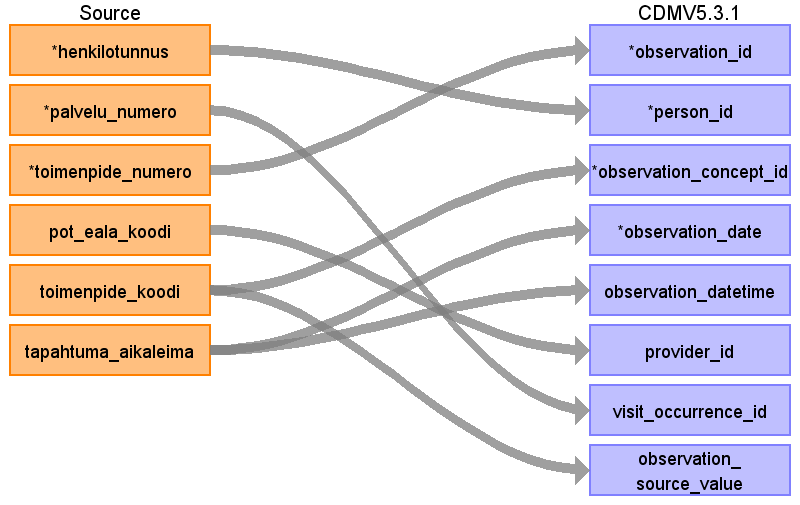 Source
CDMV5.3.1
*henkilotunnus
*palvelu_numero
*toimenpide_numero
pot_eala_koodi
toimenpide_koodi
tapahtuma_aikaleima
*observation_id
*person_id
*observation_concept_id
*observation_date
observation_datetime
provider_id
visit_occurrence_id
observation_
source_value